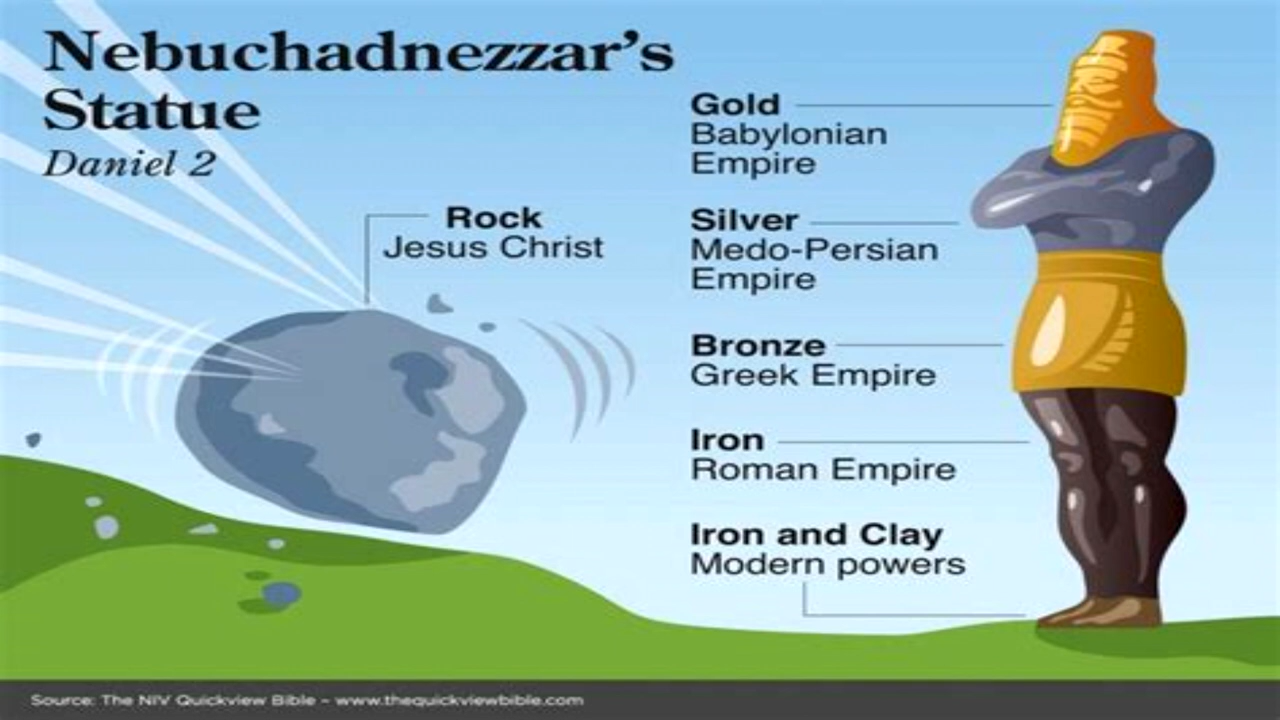 Nebuchadnezzar's
Statue
Daniel 2
Rock
Jesus Christ
Gold
Babylonian
Empire
Silver
Medo-Persian
Empire
Bronze
Greek Empire
Iron
Roman Empire
Iron and Clay
Modern powers
Source: The NIV Quickview Bible – www.thequickviewbible.com